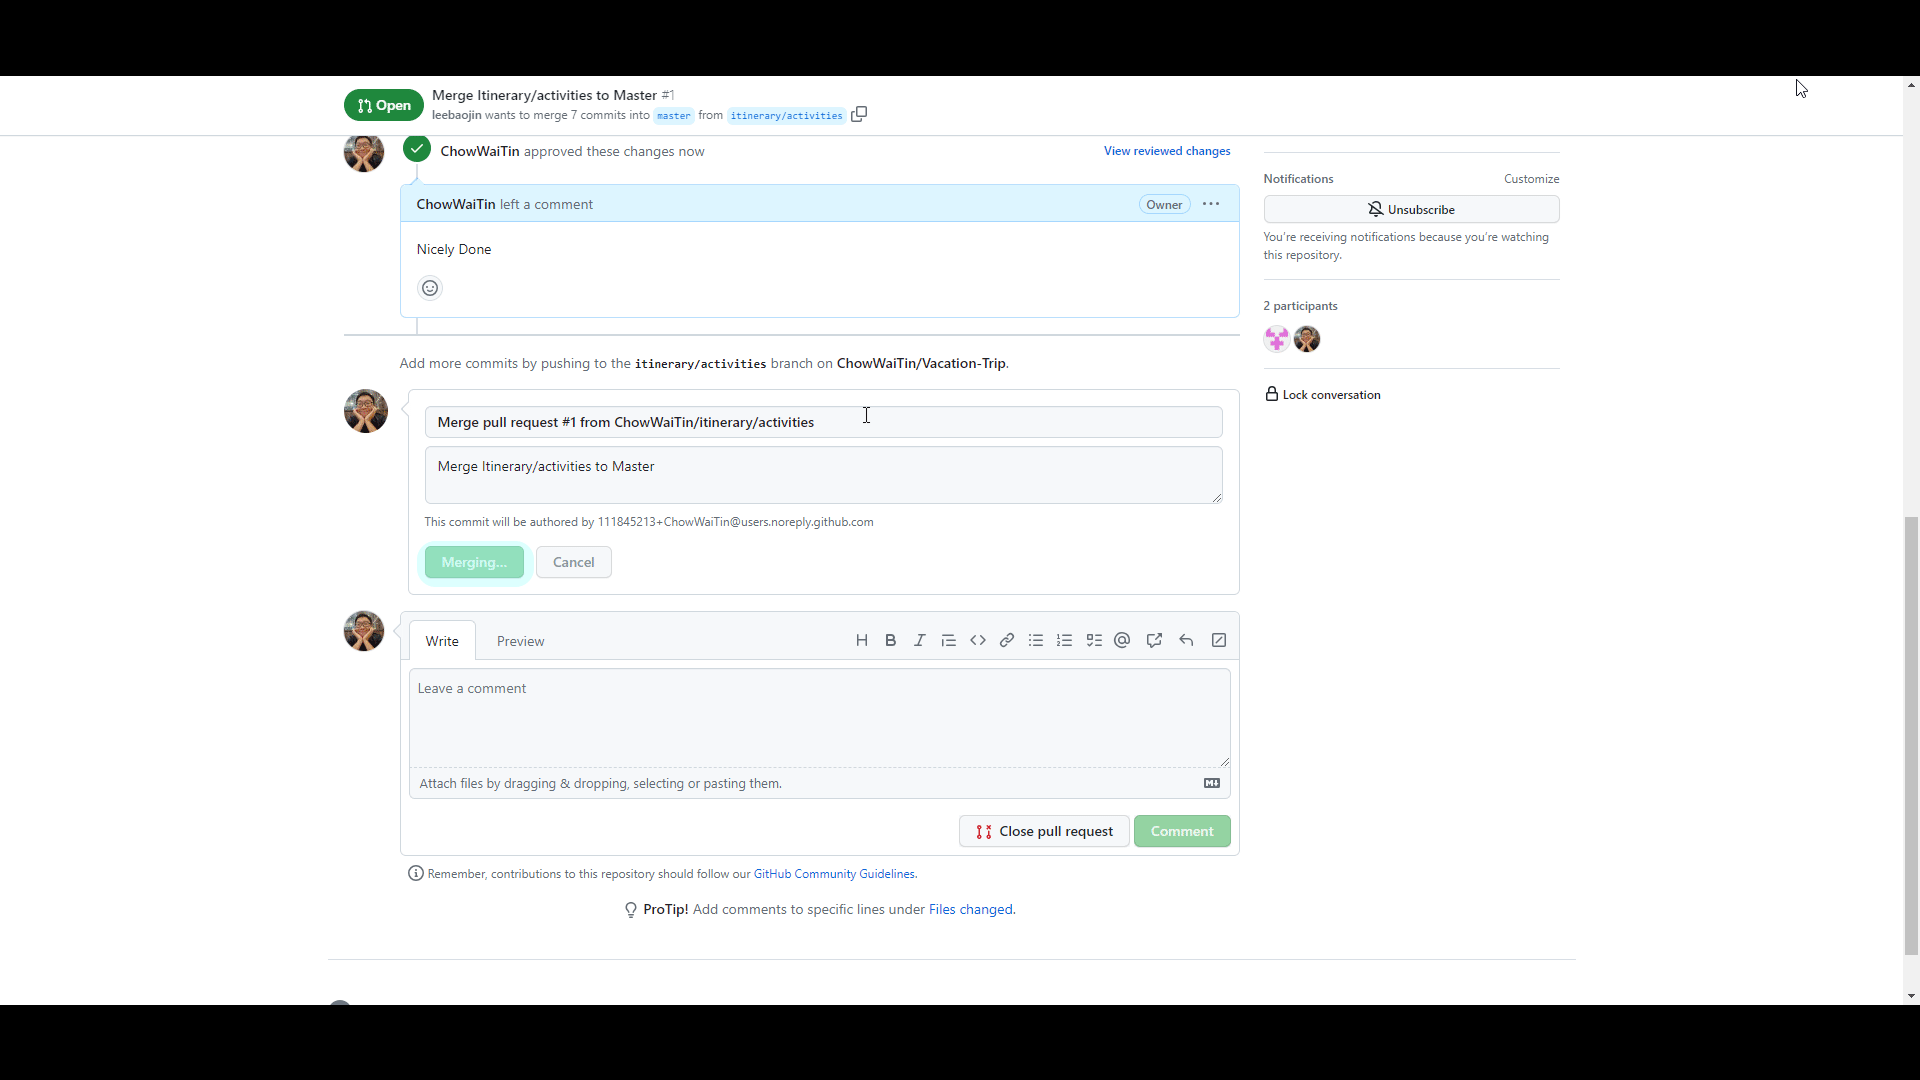 Open
Merge Itinerary/activities to Master #1
leebaojin wants to merge 7 commits into master from itinerary/activities
ChowWaiTin approved these changes now
View reviewed changes
ChowWaiTin left a comment
Owner
Nicely Done
Notifications
Customize
Unsubscribe
You're receiving notifications because you're watching
this repository.
2 participants
Lock conversation
Add more commits by pushing to the itinerary/activities branch on ChowWaiTin/Vacation-Trip.
Merge pull request #1 from ChowWaiTin/itinerary/activities
Merge Itinerary/activities to Master
This commit will be authored by 111845213+ChowWaiTin@users.noreply.github.com
Merging...
Cancel
Write
Preview
Leave a comment
Attach files by dragging & dropping, selecting or pasting them.
Close pull request
Comment
Remember, contributions to this repository should follow our GitHub Community Guidelines.
ProTip! Add comments to specific lines under Files changed.